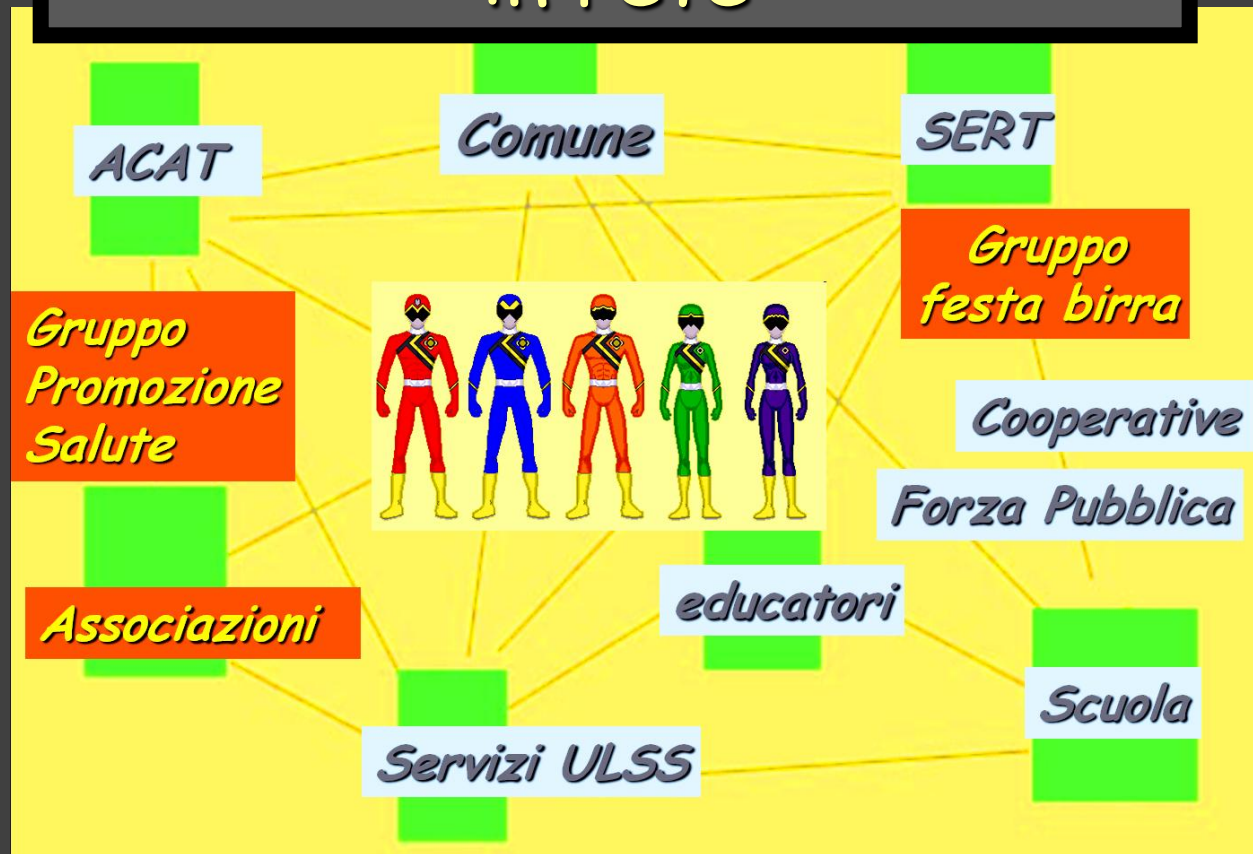 ACAT
Comune
SERT
Gruppo
festa birra
Gruppo
Promozione
Salute
Cooperative
Forza Pubblica
educatori
Associazioni
Scuola
Servizi ULSS